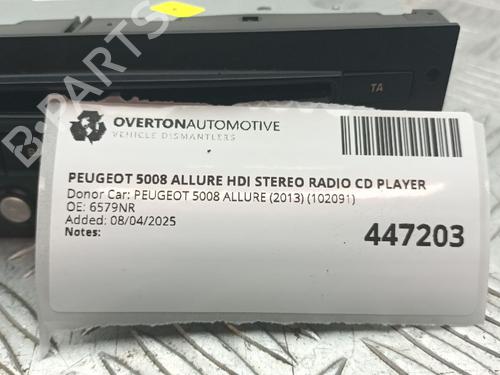 TA
OVERTONAUTOMOTIVE
VEHICLE DISMANTLERS
PEUGEOT 5008 ALLURE HDI STEREO RADIO CD PLAYER
Donor Car: PEUGEOT 5008 ALLURE (2013) (102091)
OE: 6579NR
Added: 08/04/2025
Notes:
447203